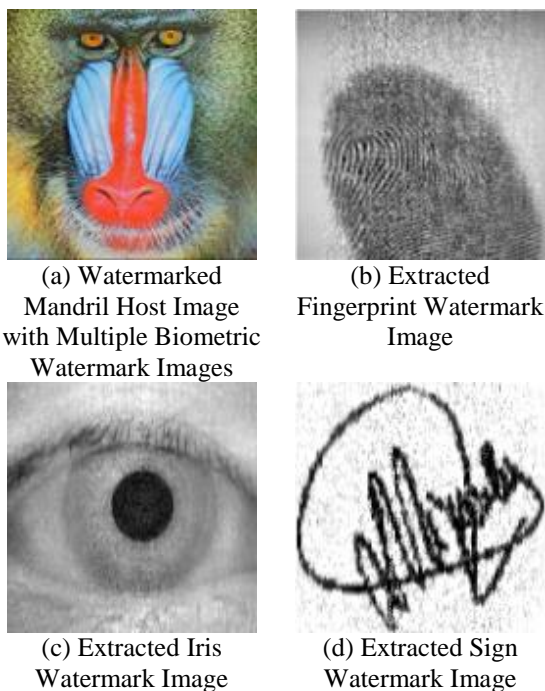 (a) Watermarked
Mandril Host Image
with Multiple Biometric
Watermark Images
(b) Extracted
Fingerprint Watermark
Image
(c) Extracted Iris
Watermark Image
(d) Extracted Sign
Watermark Image